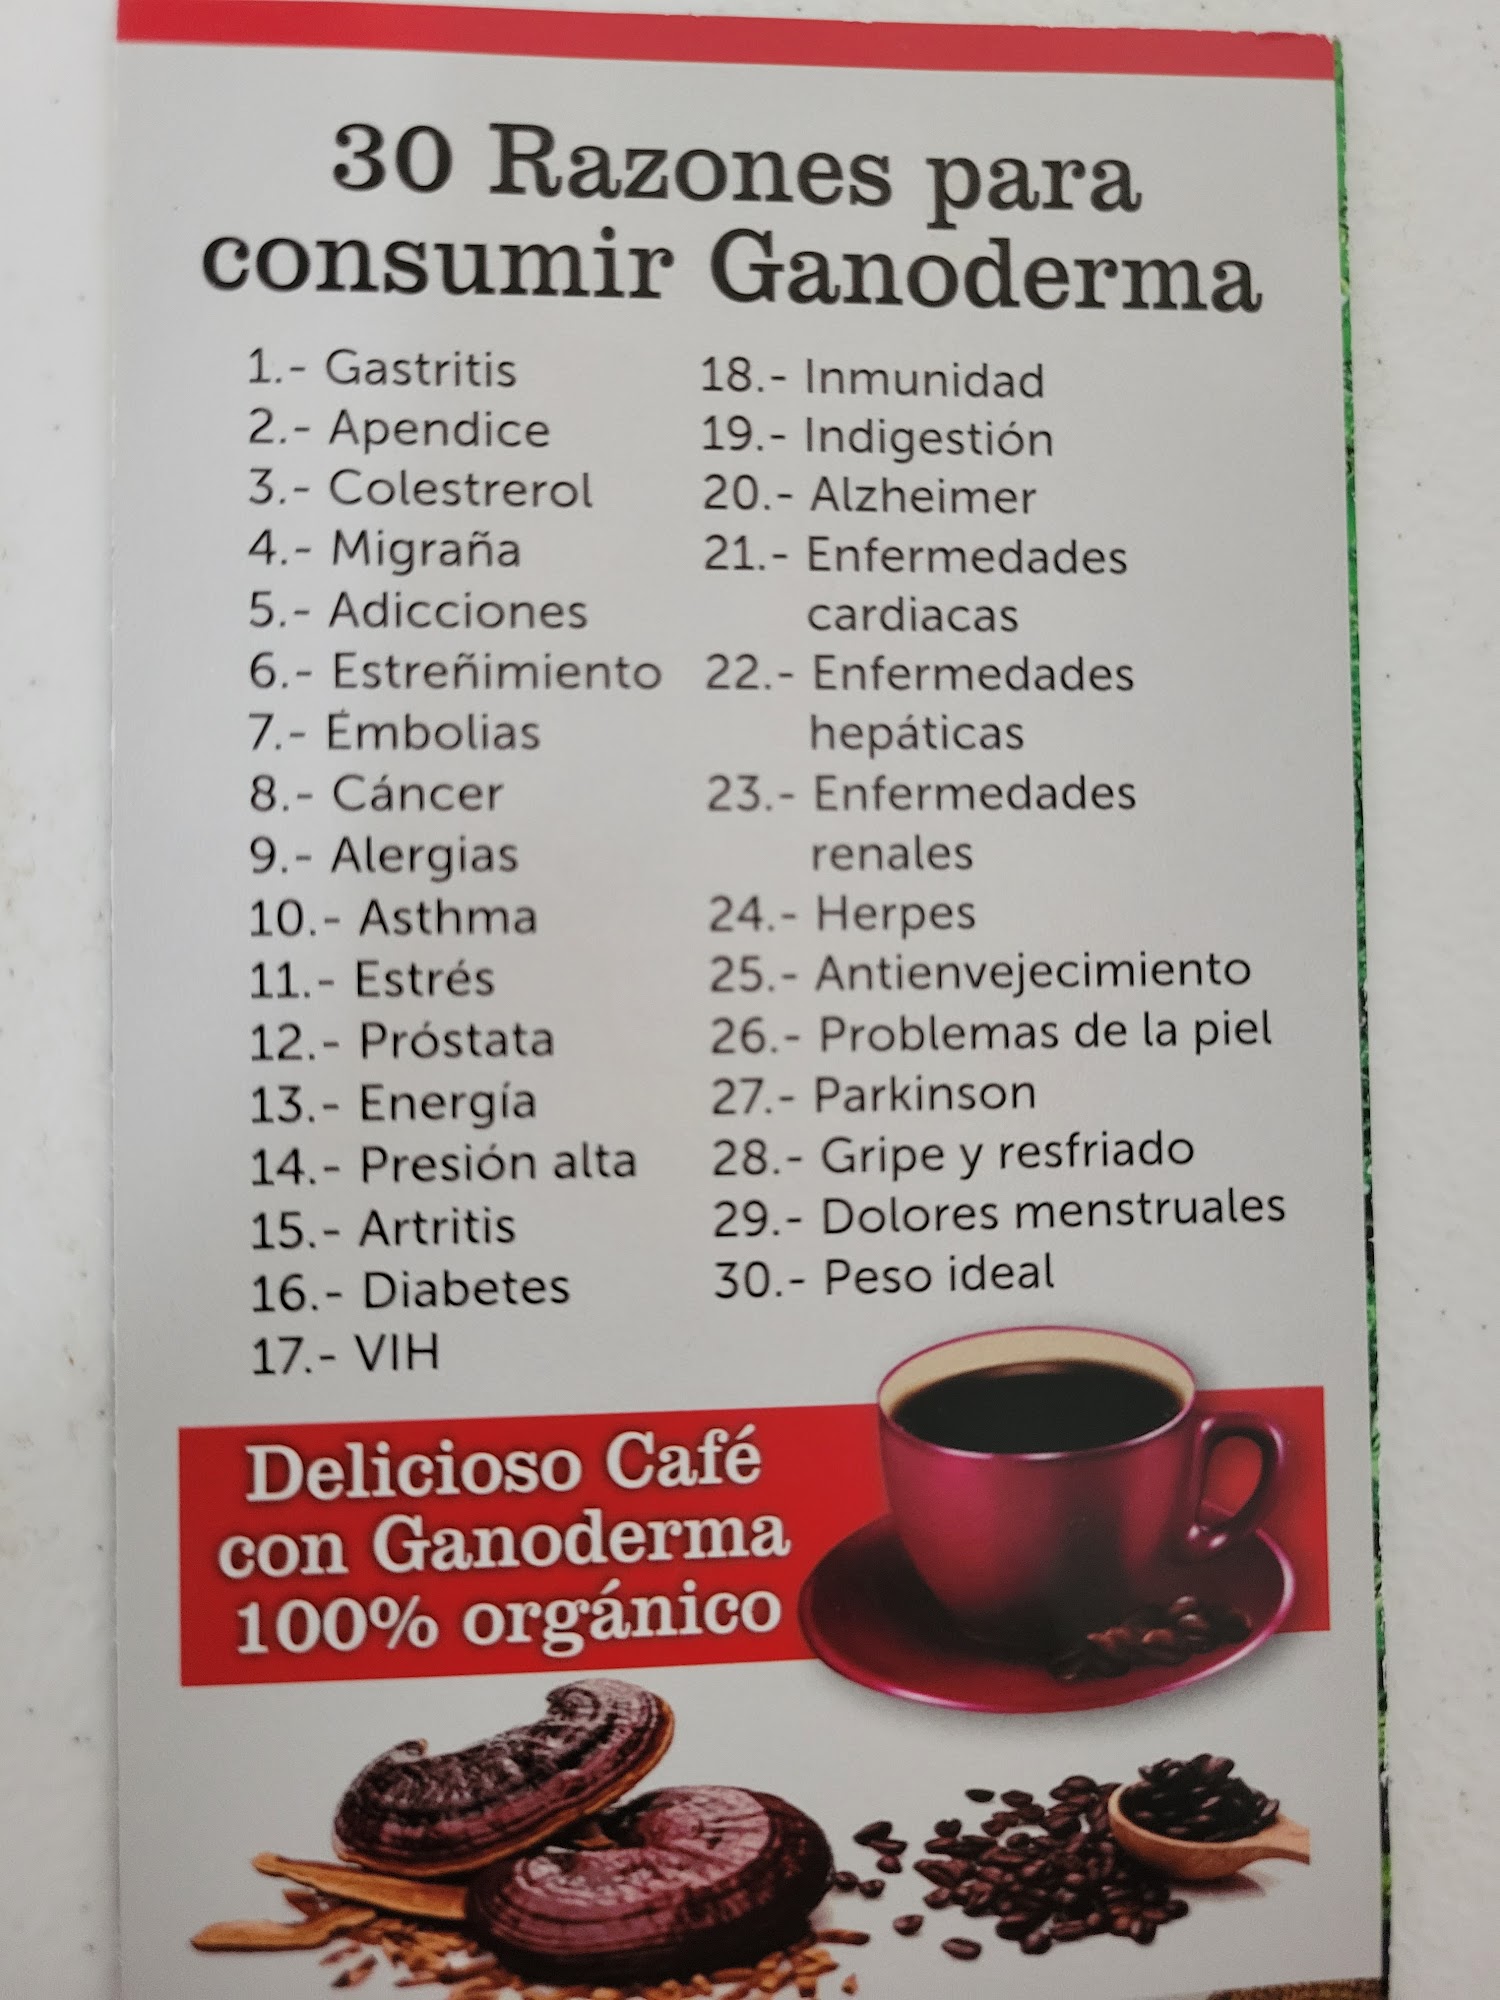 30 Razones para
consumir Ganoderma
1.- Gastritis
2.- Apendice
3.- Colestrerol
4.- Migraña
5.- Adicciones
6.- Estreñimiento
7.- Émbolias
8.- Cáncer
9.- Alergias
10.- Asthma
11.- Estrés
12.- Próstata
13.- Energía
14.- Presión alta
15.- Artritis
16.- Diabetes
17.- VIH
18.- Inmunidad
19.- Indigestión
20.- Alzheimer
21.- Enfermedades
cardiacas
22.- Enfermedades
hepáticas
23.- Enfermedades
renales
24.- Herpes
25.- Antienvejecimiento
26.- Problemas de la piel
27.- Parkinson
28.- Gripe y resfriado
29.- Dolores menstruales
30.- Peso ideal
Delicioso Café
con Ganoderma
100% orgánico